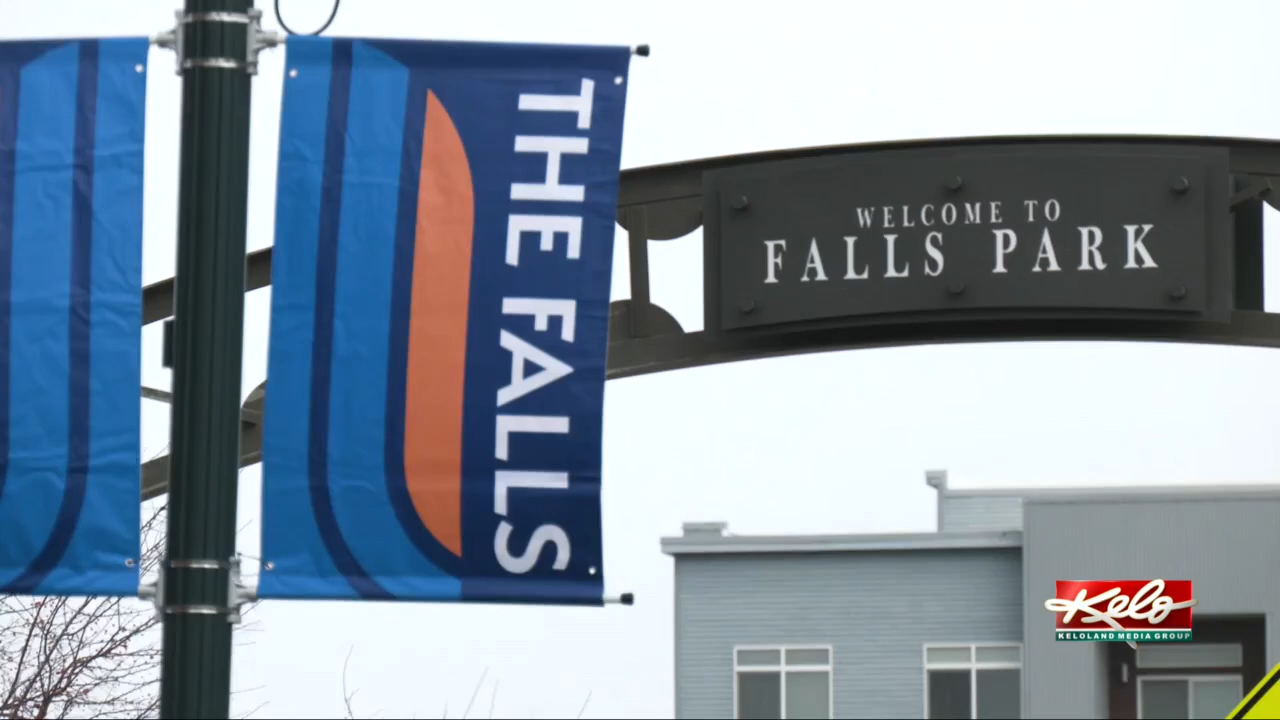 THE FALLS
WELCOME TO
FALLS PARK
Kelo
KELOLAND MEDIA GROUP